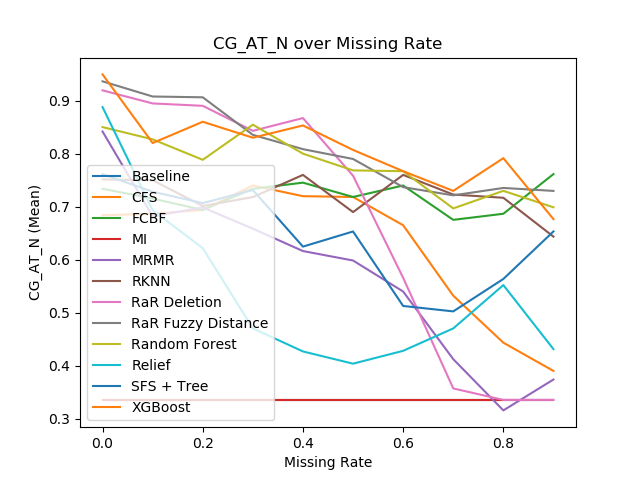 CG_AT_N over Missing Rate
CG_AT_N (Mean)
0.9
0.8
0.7
0.6
0.5
0.4
0.3
Baseline
CFS
FCBF
MI
MRMR
RKNN
RaR Deletion
RaR Fuzzy Distance
Random Forest
Relief
SFS + Tree
XGBoost
0.0 0.2 0.4 0.6 0.8
Missing Rate